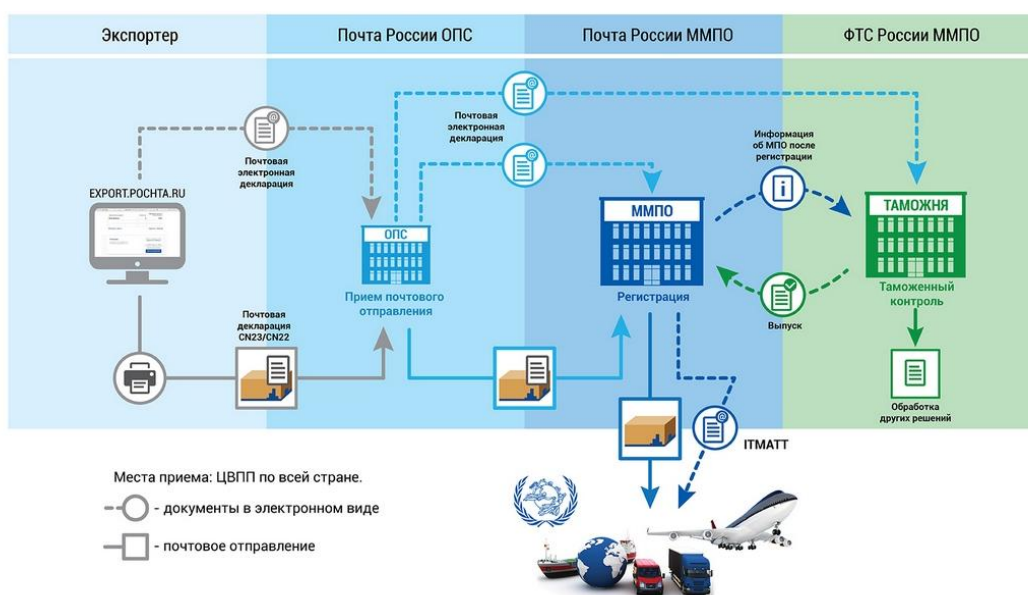 Экспортер
Почта России ОПС
Почта России ММПО
ФТС России ММПО
Почтовая
электронная
декларация
Почтовая
электронная
декларация
Информация
об МПО после
регистрации
EXPORT.POCHTA.RU
ОПС
Прием почтового
отправления
ММПО
Регистрация
ТАМОЖНЯ
Таможенный
контроль
Выпуск
Почтовая
декларация
CN23/CN22
Обработка
других решений
ITMATT
Места приема: ЦВПП по всей стране.
- документы в электронном виде
- почтовое отправление